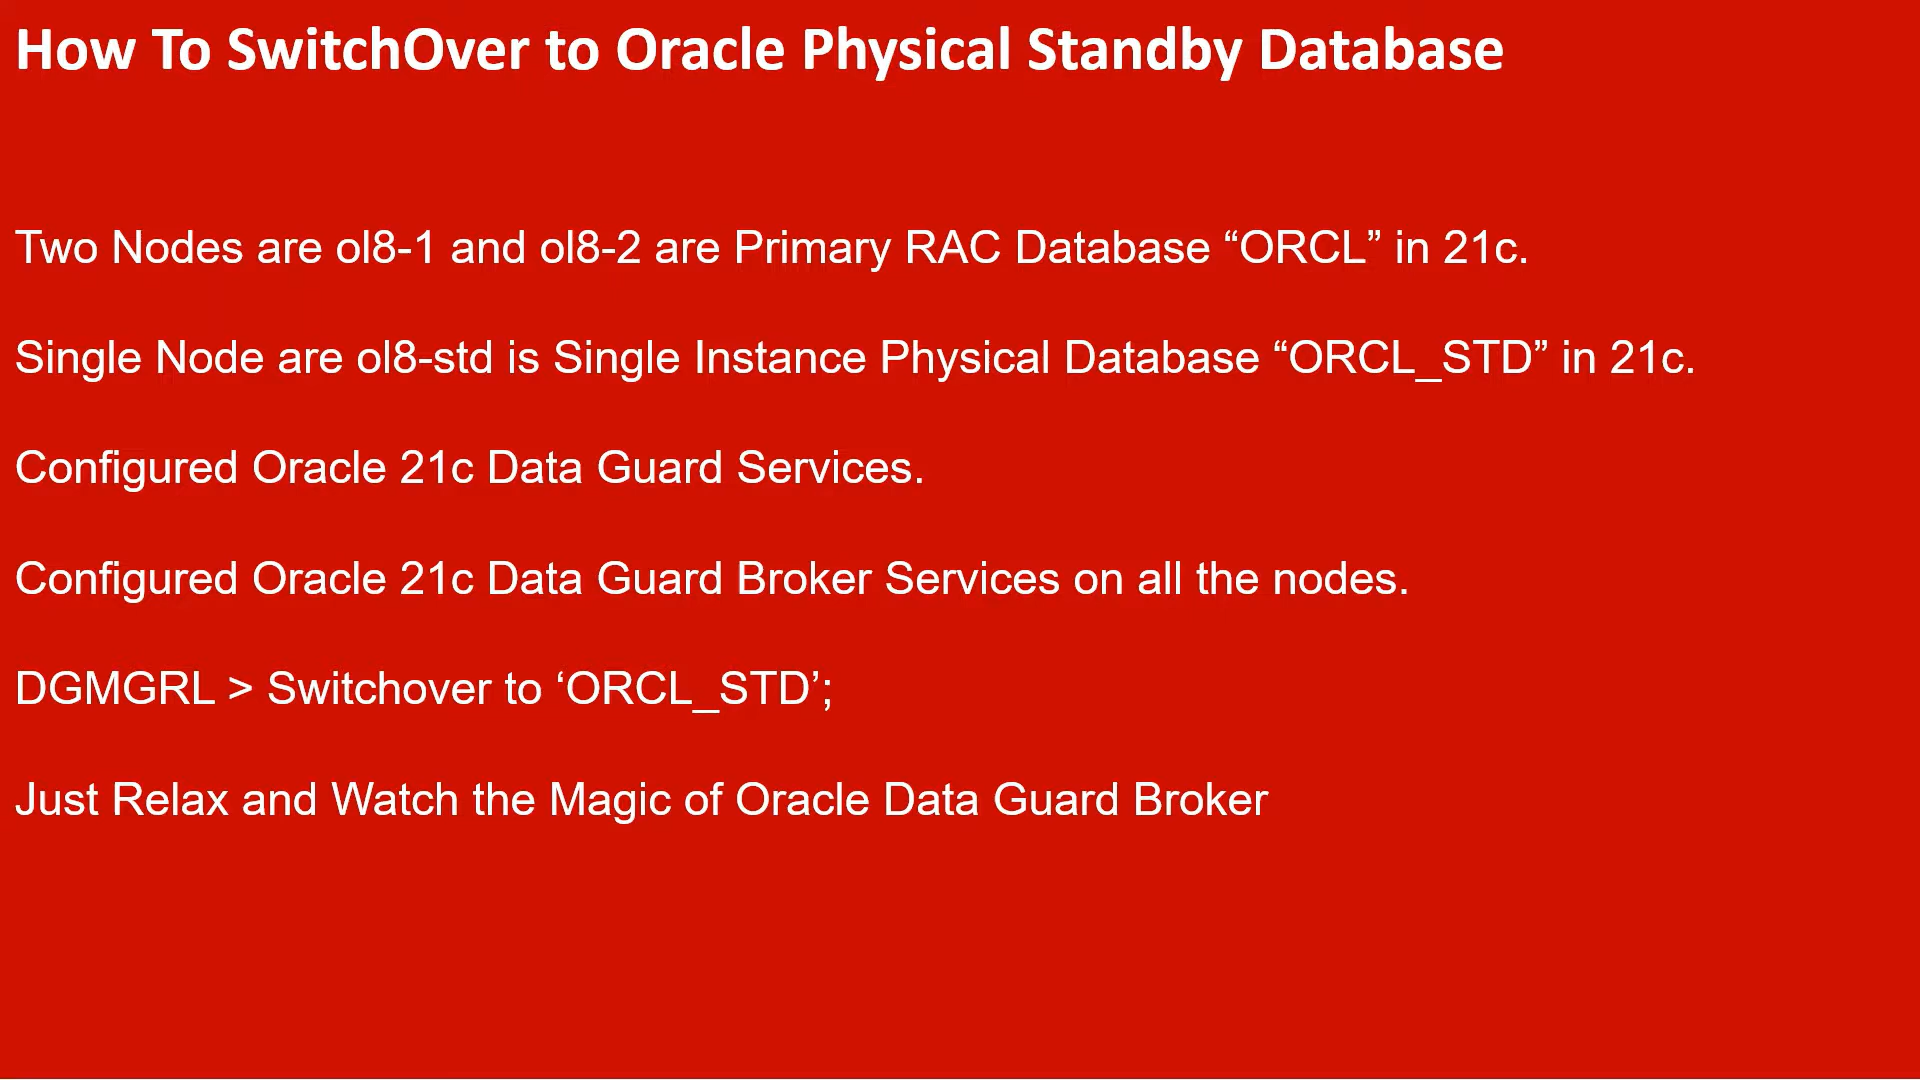 How To SwitchOver to Oracle Physical Standby Database
Two Nodes are ol8-1 and ol8-2 are Primary RAC Database “ORCL” in 21c.
Single Node are ol8-std is Single Instance Physical Database “ORCL_STD” in 21c.
Configured Oracle 21c Data Guard Services.
Configured Oracle 21c Data Guard Broker Services on all the nodes.
DGMGRL > Switchover to ‘ORCL_STD’;
Just Relax and Watch the Magic of Oracle Data Guard Broker